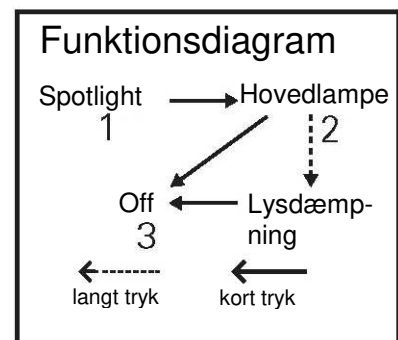 Funktionsdiagram
Spotlight Hovedlampe
1 2
Off Lysdæmp-
3 ning
langt tryk kort tryk